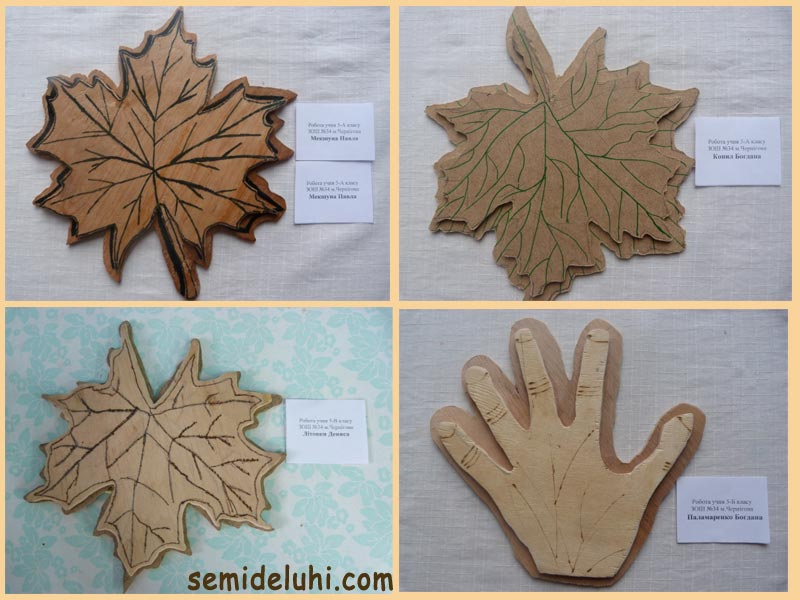 Робота учня 5-А класу
ЗОШ №34 м.Чернігова
Мекшуна Павла
Робота учня 5-А класу
ЗОШ №34 м.Чернігова
Мекшуна Павла
Робота учня 5-А класу
ЗОШ №34 м.Чернігова
Копил Богдана
Робота учня 5-В класу
ЗОШ №34 м.Чернігова
Літовки Дениса
Робота учня 5-Б класу
ЗОШ №34 м.Чернігова
Паламаренко Богдана
semideluhi.com